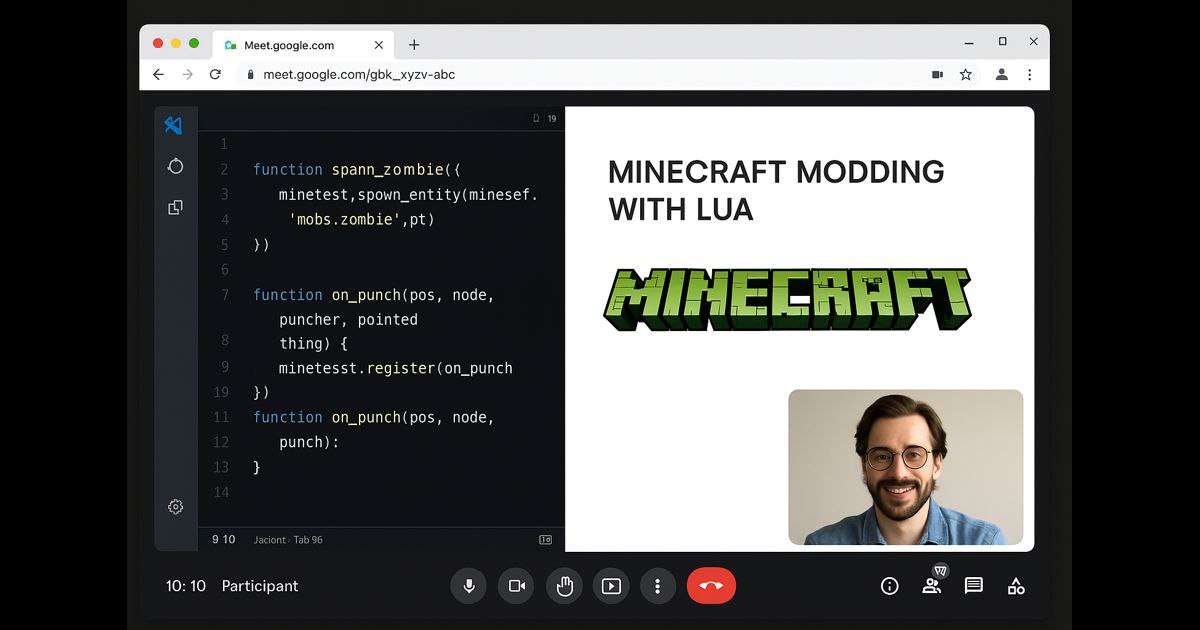 Meet.google.com
meet.google.com/gbk_xyzv-abc
19
1
2 function spann_zombie({
3 minetest,spown_entity(minesef.
4 'mobs.zombie',pt)
5 })
6
7 function on_punch(pos, node,
puncher, pointed
8 thing) {
9 minetesst.register(on_punch
19 })
11 function on_punch(pos, node,
12 punch):
13 }
14
9 10 Jaciont · Tab 96
MINECRAFT MODDING
WITH LUA
MINECRAFT
10: 10 Participant